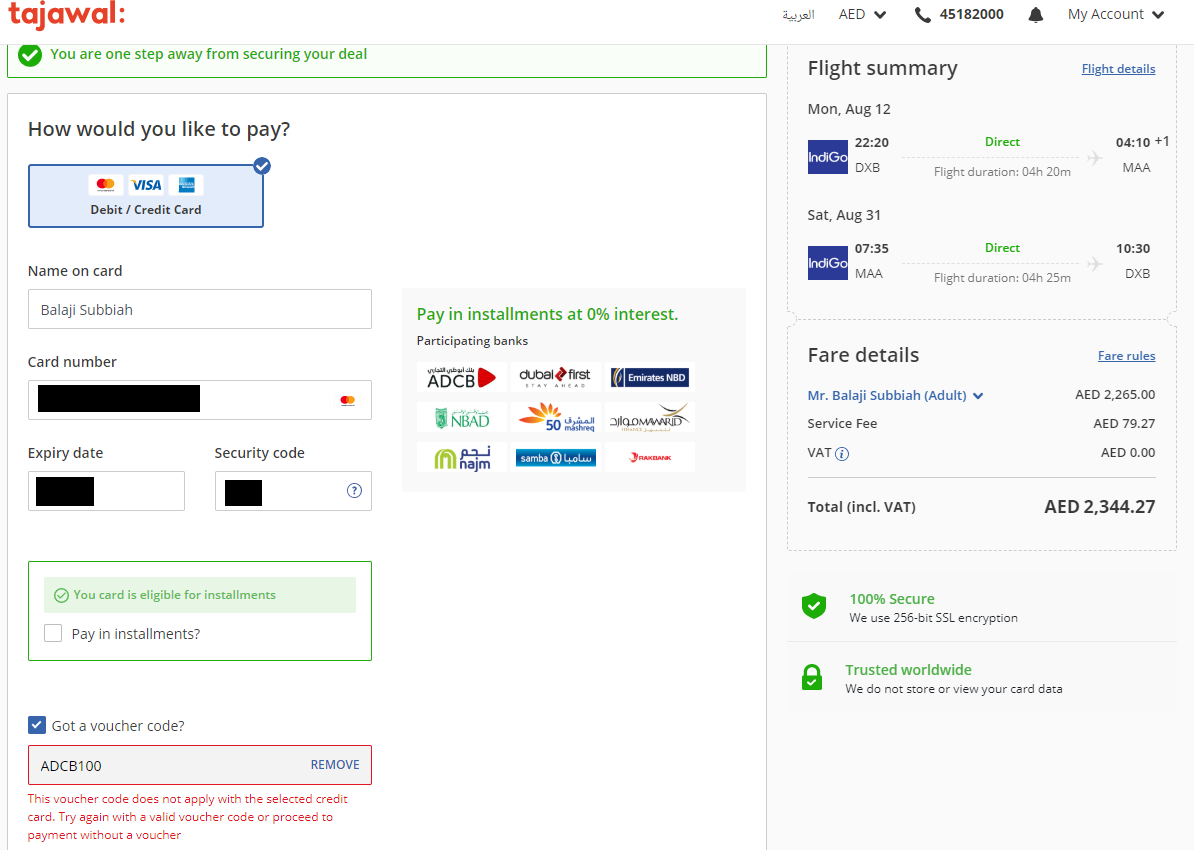 tajawal:
العربية
AED
45182000
My Account
You are one step away from securing your deal
How would you like to pay?
VISA
Debit / Credit Card
Name on card
Balaji Subbiah
Card number
Expiry date
Security code
You card is eligible for installments
Pay in installments?
Got a voucher code?
ADCB100 REMOVE
This voucher code does not apply with the selected credit
card. Try again with a valid voucher code or proceed to
payment without a voucher
Pay in installments at 0% interest.
Participating banks
بنك أبوظبي التجاري
ADCB
dubai first
STAY AHEAD
Emirates NBD
NBAD
المشرق
50 mashreq
نجم
najm
samba سامبا
RAKBANK
Flight summary
Flight details
Mon, Aug 12
IndiGo
22:20 Direct 04:10 +1
DXB Flight duration: 04h 20m MAA
Sat, Aug 31
IndiGo
07:35 Direct 10:30
MAA Flight duration: 04h 25m DXB
Fare details
Fare rules
Mr. Balaji Subbiah (Adult) AED 2,265.00
Service Fee AED 79.27
VAT AED 0.00
Total (incl. VAT) AED 2,344.27
100% Secure
We use 256-bit SSL encryption
Trusted worldwide
We do not store or view your card data